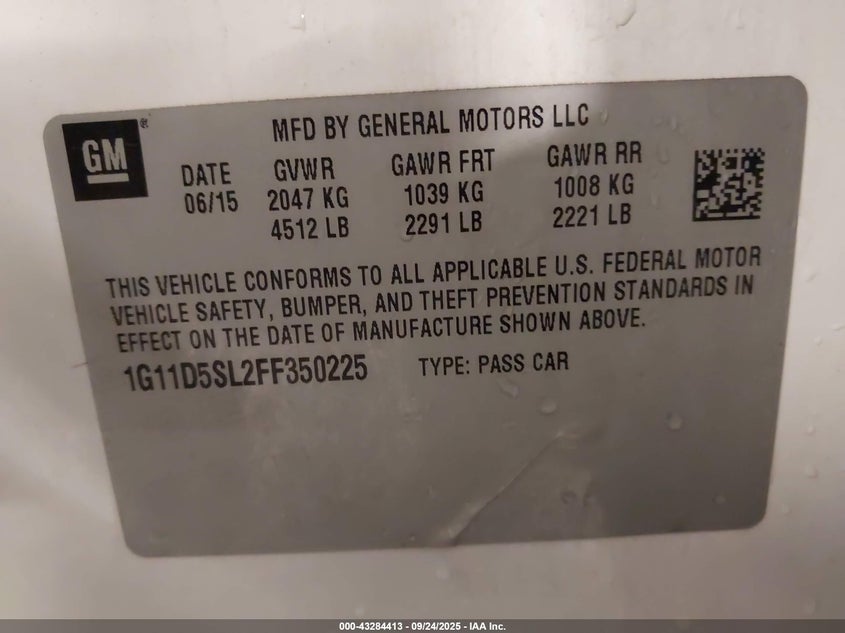 GM
MFD BY GENERAL MOTORS LLC
DATE GVWR GAWR FRT GAWR RR
06/15 2047 KG 1039 KG 1008 KG
4512 LB 2291 LB 2221 LB
THIS VEHICLE CONFORMS TO ALL APPLICABLE U.S. FEDERAL MOTOR
VEHICLE SAFETY, BUMPER, AND THEFT PREVENTION STANDARDS IN
EFFECT ON THE DATE OF MANUFACTURE SHOWN ABOVE.
1G11D5SL2FF350225 TYPE: PASS CAR
000-43284413 - 09/24/2025 - IAA Inc.